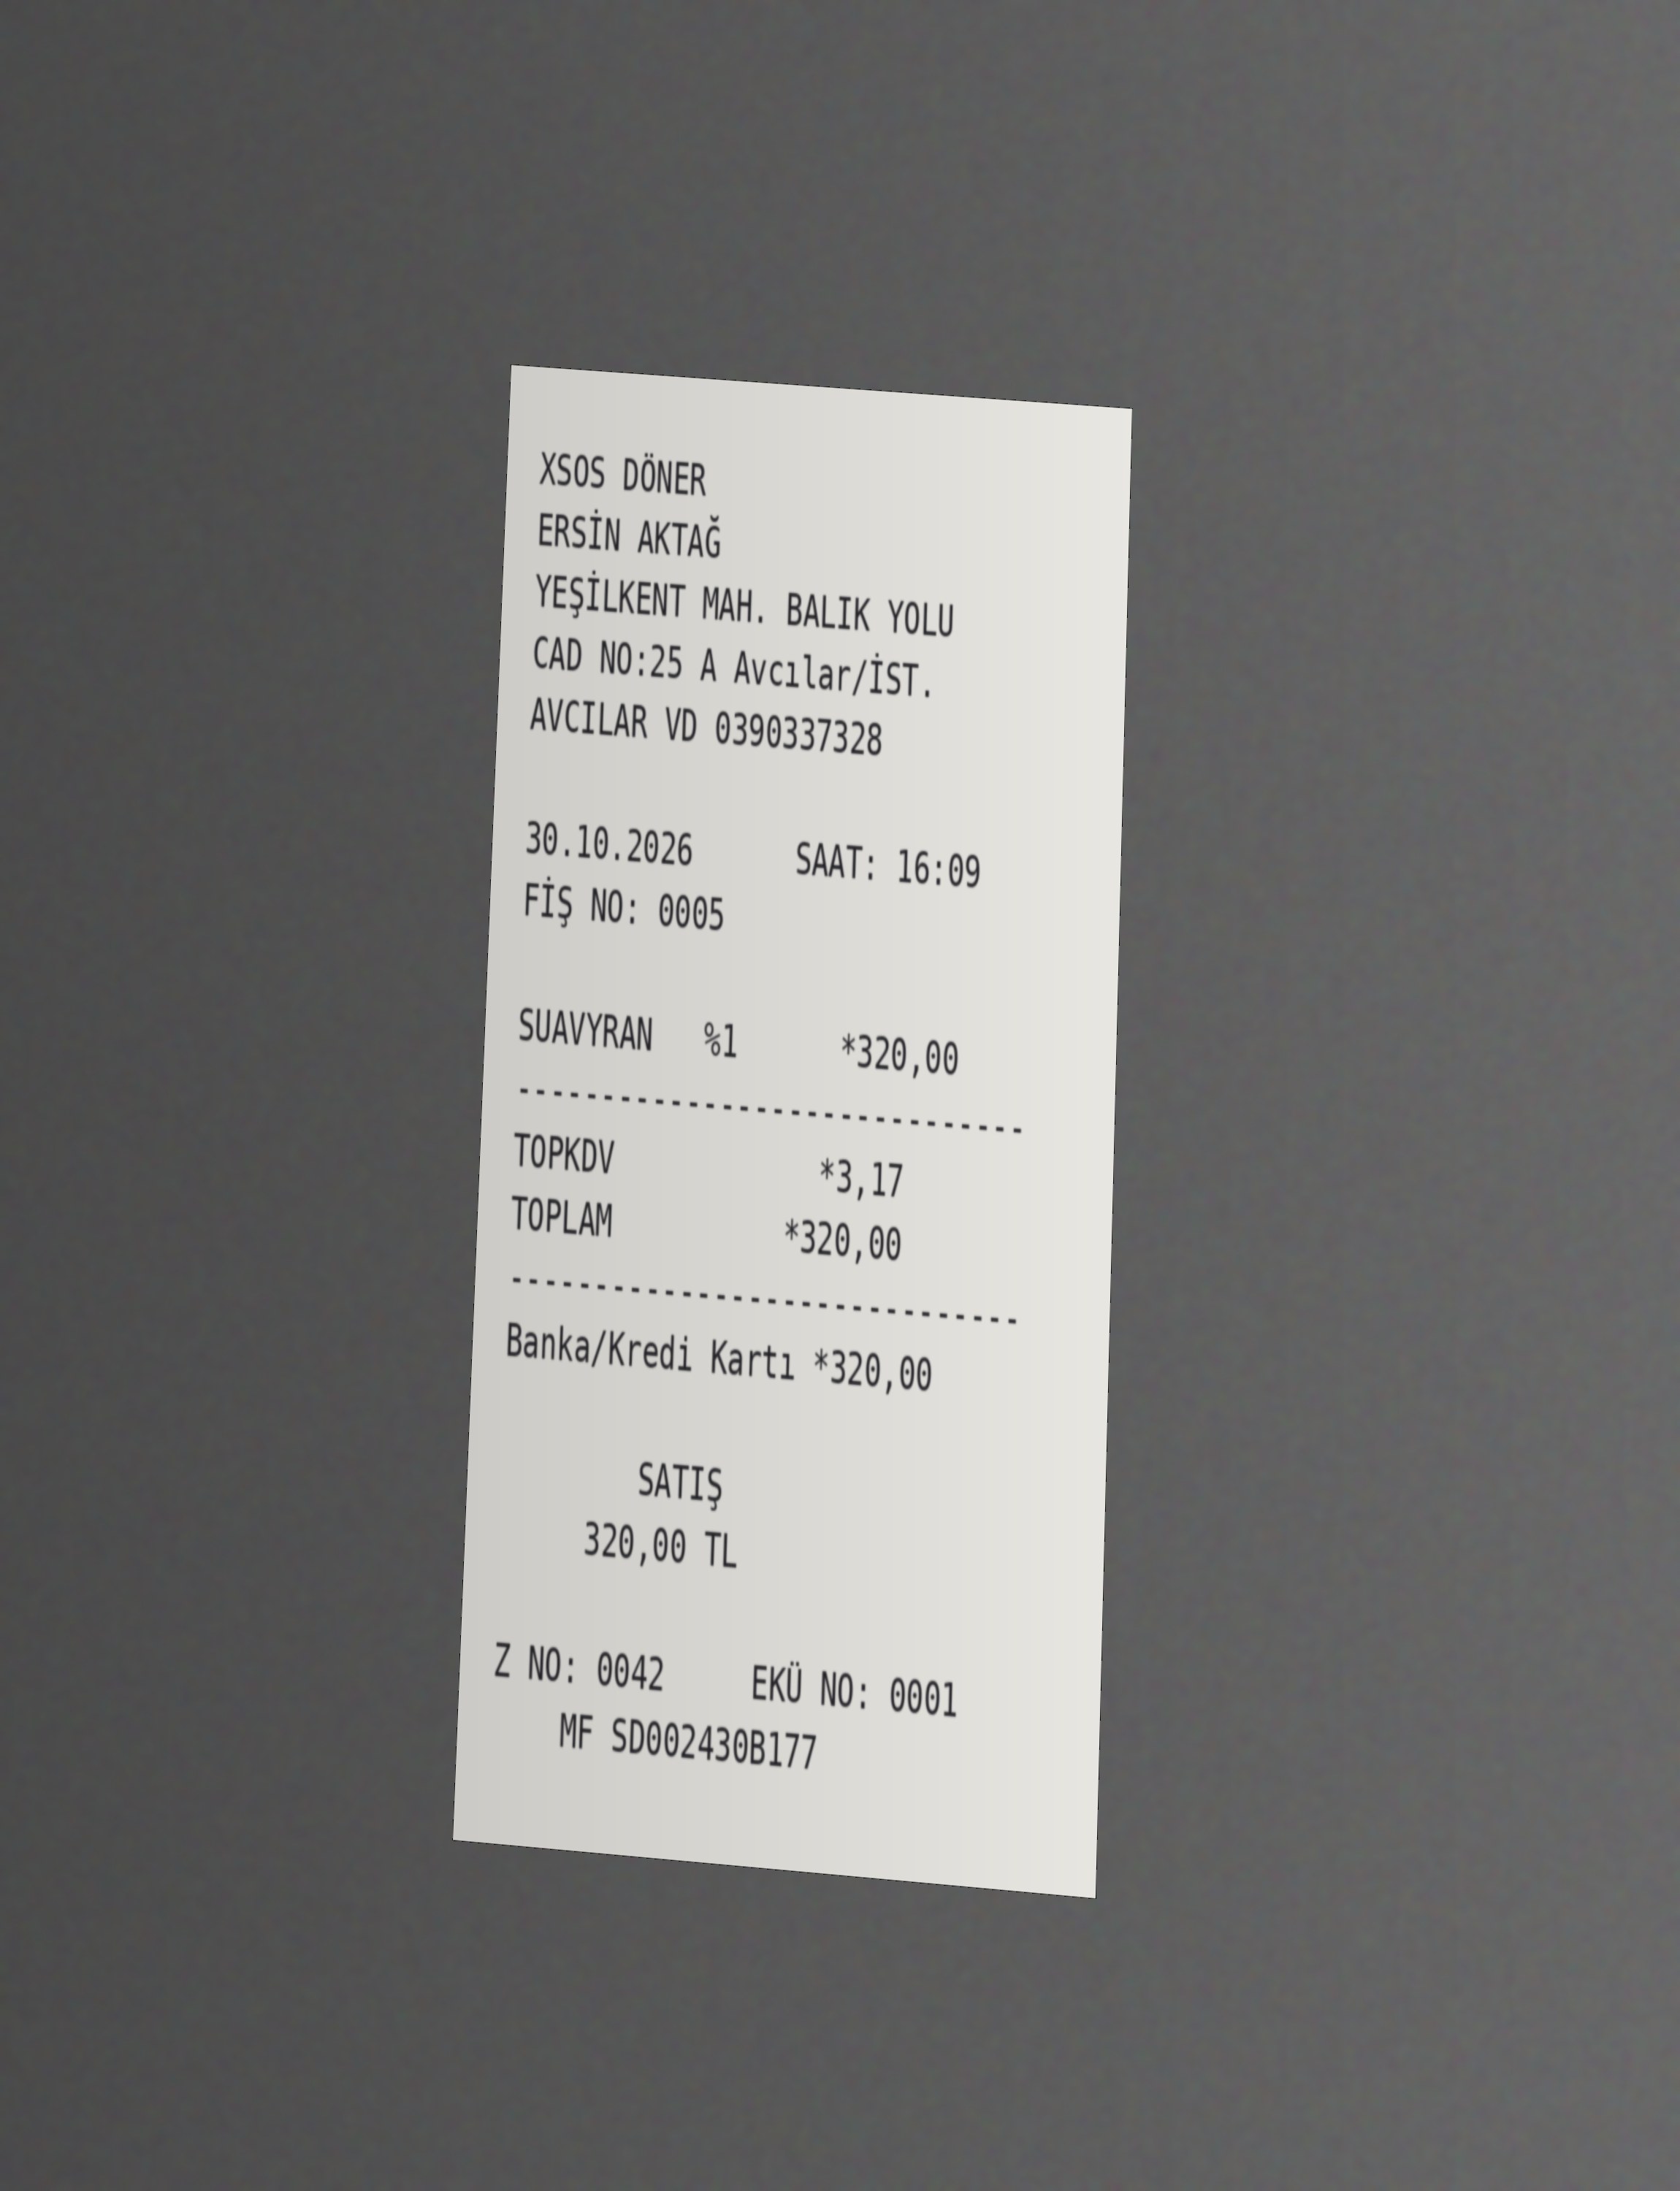 XSOS DÖNER
ERSİN AKTAĞ
YEŞİLKENT MAH. BALIK YOLU
CAD NO:25 A Avcılar/İST.
AVCILAR VD 0390337328
30.10.2026 SAAT: 16:09
FİŞ NO: 0005
SUAVYRAN %1 *320,00
------------------------------
TOPKDV *3,17
TOPLAM *320,00
------------------------------
Banka/Kredi Kartı *320,00
SATIŞ
320,00 TL
Z NO: 0042 EKÜ NO: 0001
MF SD002430B177